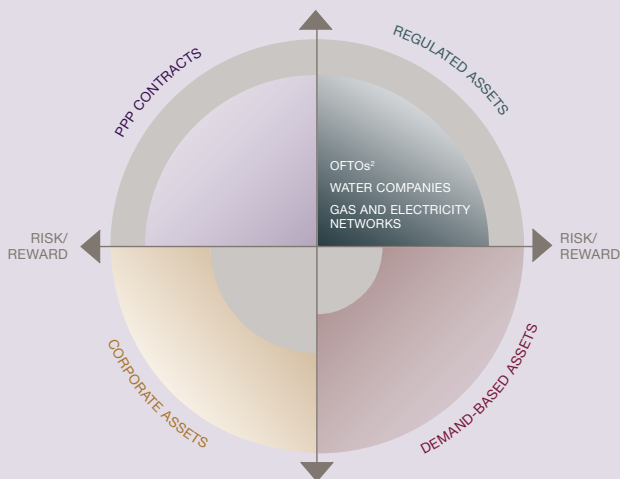 PPP CONTRACTS
REGULATED ASSETS
OFTOs²
WATER COMPANIES
GAS AND ELECTRICITY
NETWORKS
RISK/
REWARD
RISK/
REWARD
CORPORATE ASSETS
DEMAND-BASED ASSETS